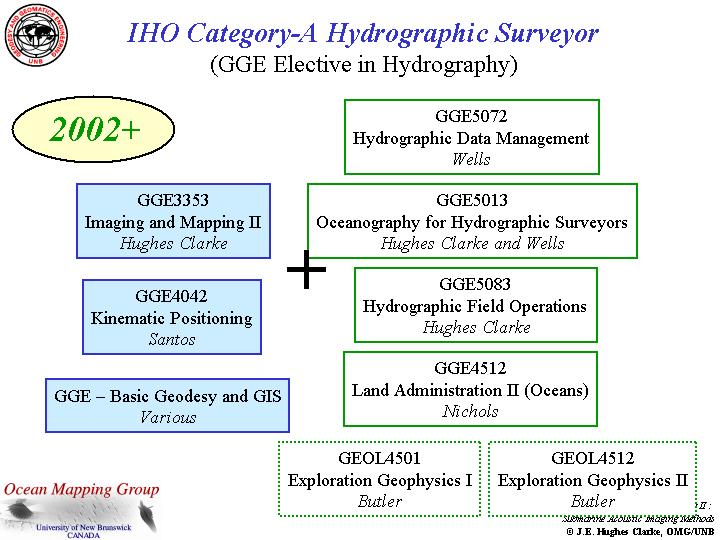 IHO Category-A Hydrographic Surveyor
(GGE Elective in Hydrography)
2002+
GGE5072
Hydrographic Data Management
Wells
GGE3353
Imaging and Mapping II
Hughes Clarke
GGE5013
Oceanography for Hydrographic Surveyors
Hughes Clarke and Wells
+
GGE4042
Kinematic Positioning
Santos
GGE5083
Hydrographic Field Operations
Hughes Clarke
GGE – Basic Geodesy and GIS
Various
GGE4512
Land Administration II (Oceans)
Nichols
GEOL4501
Exploration Geophysics I
Butler
GEOL4512
Exploration Geophysics II
Butler
GEODESY AND GEOMATICS ENGINEERING
UNB
Ocean Mapping Group
University of New Brunswick
CANADA
II :
Submarine Acoustic Imaging Methods
© J.E. Hughes Clarke, OMG/UNB